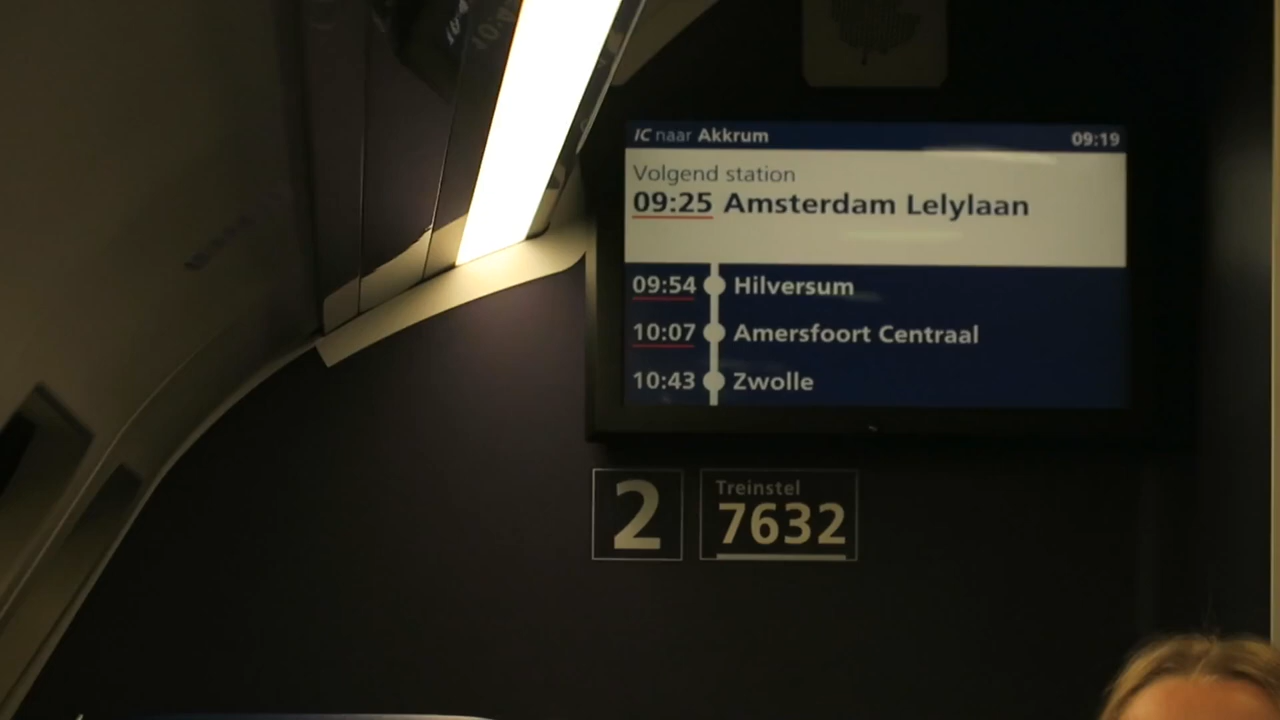 IC naar Akkrum 09:19
Volgend station
09:25 Amsterdam Lelylaan
09:54 Hilversum
10:07 Amersfoort Centraal
10:43 Zwolle
2
Treinstel
7632